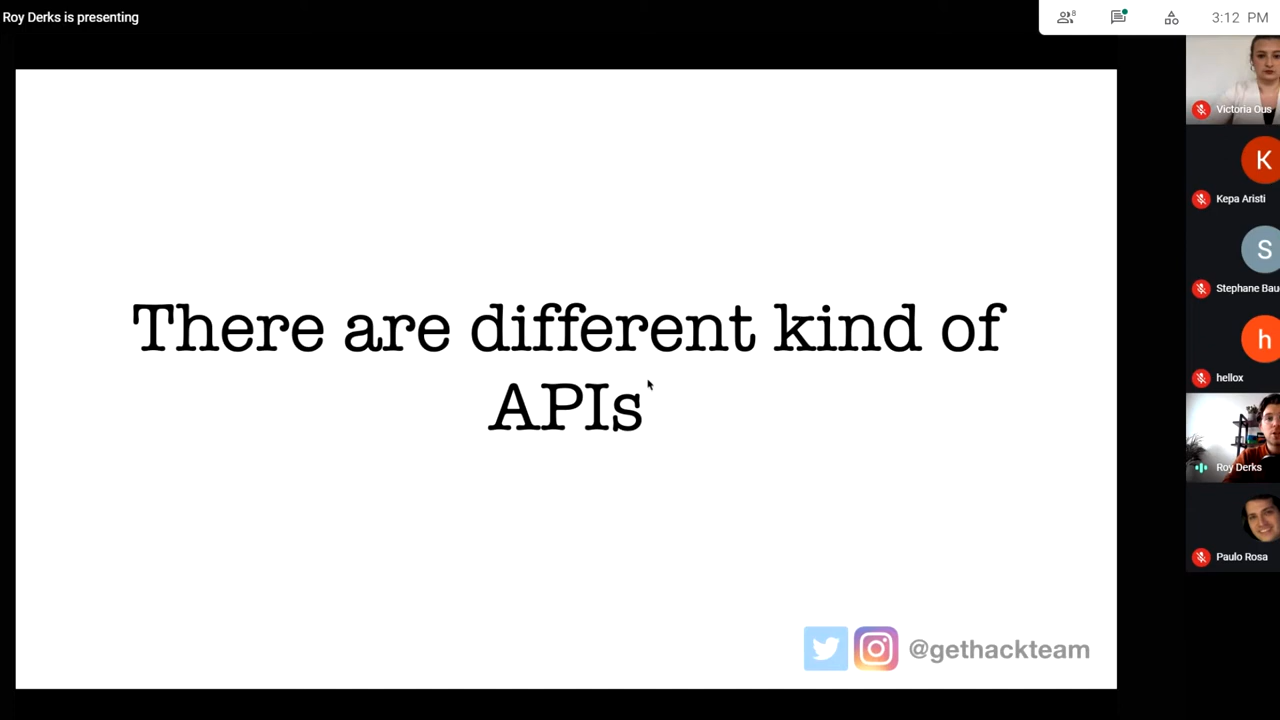 Roy Derks is presenting
8
3:12 PM
There are different kind of
APIs
@gethackteam
Victoria Ous
K
Kepa Aristi
S
Stephane Bau
h
hellox
Roy Derks
Paulo Rosa